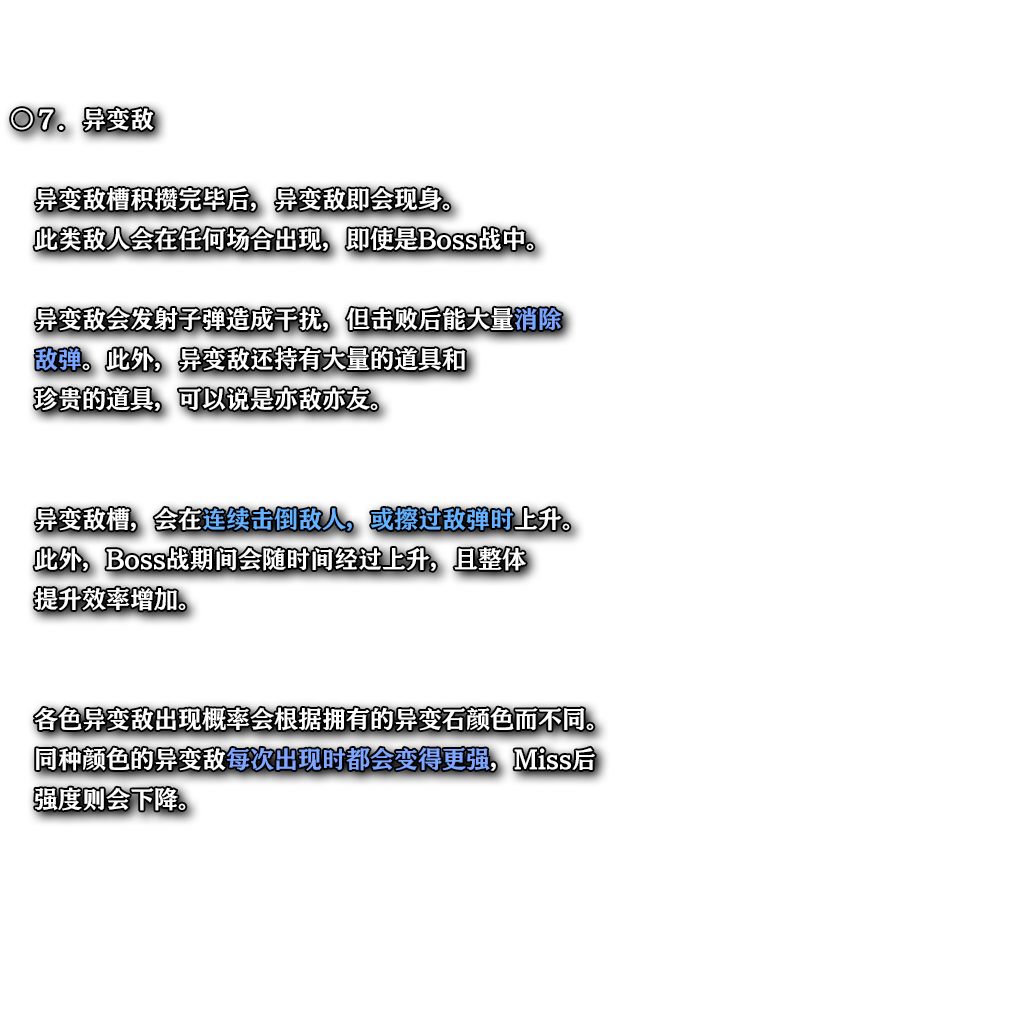 ◎７．异变敌
异变敌槽积攒完毕后，异变敌即会现身。
此类敌人会在任何场合出现，即使是Boss战中。
异变敌会发射子弹造成干扰，但击败后能大量消除
敌弹。此外，异变敌还持有大量的道具和
珍贵的道具，可以说是亦敌亦友。
异变敌槽，会在连续击倒敌人，或擦过敌弹时上升。
此外，Boss战期间会随时间经过上升，且整体
提升效率增加。
各色异变敌出现概率会根据拥有的异变石颜色而不同。
同种颜色的异变敌每次出现时都会变得更强，Miss后
强度则会下降。